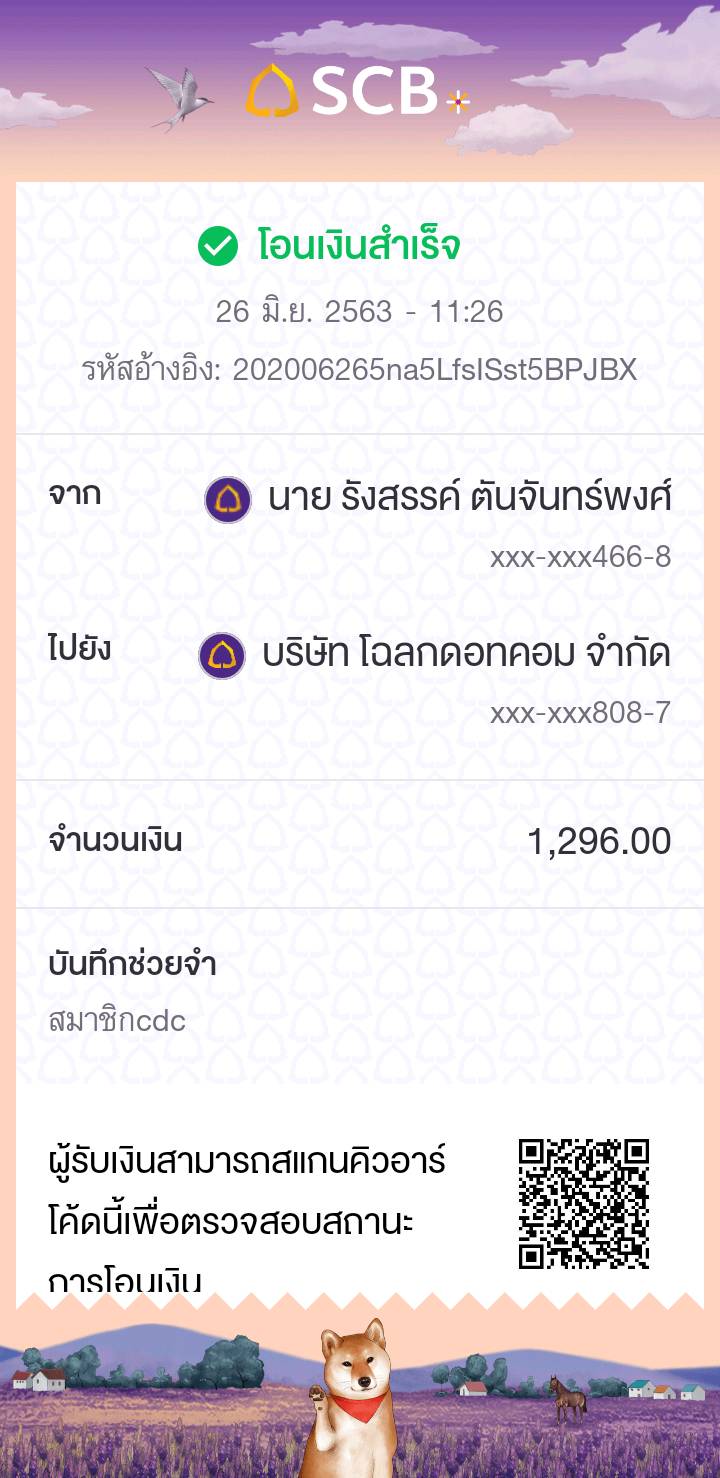 SCB
โอนเงินสำเร็จ
26 มิ.ย. 2563 - 11:26
รหัสอ้างอิง: 202006265na5LfsISst5BPJBX
จาก นาย รังสรรค์ ตันจันทร์พงศ์
xxx-xxx466-8
ไปยัง บริษัท โฉลกดอทคอม จำกัด
xxx-xxx808-7
จำนวนเงิน 1,296.00
บันทึกช่วยจำ
สมาชิกcdc
ผู้รับเงินสามารถสแกนคิวอาร์
โค้ดนี้เพื่อตรวจสอบสถานะ
การโอนเงิน